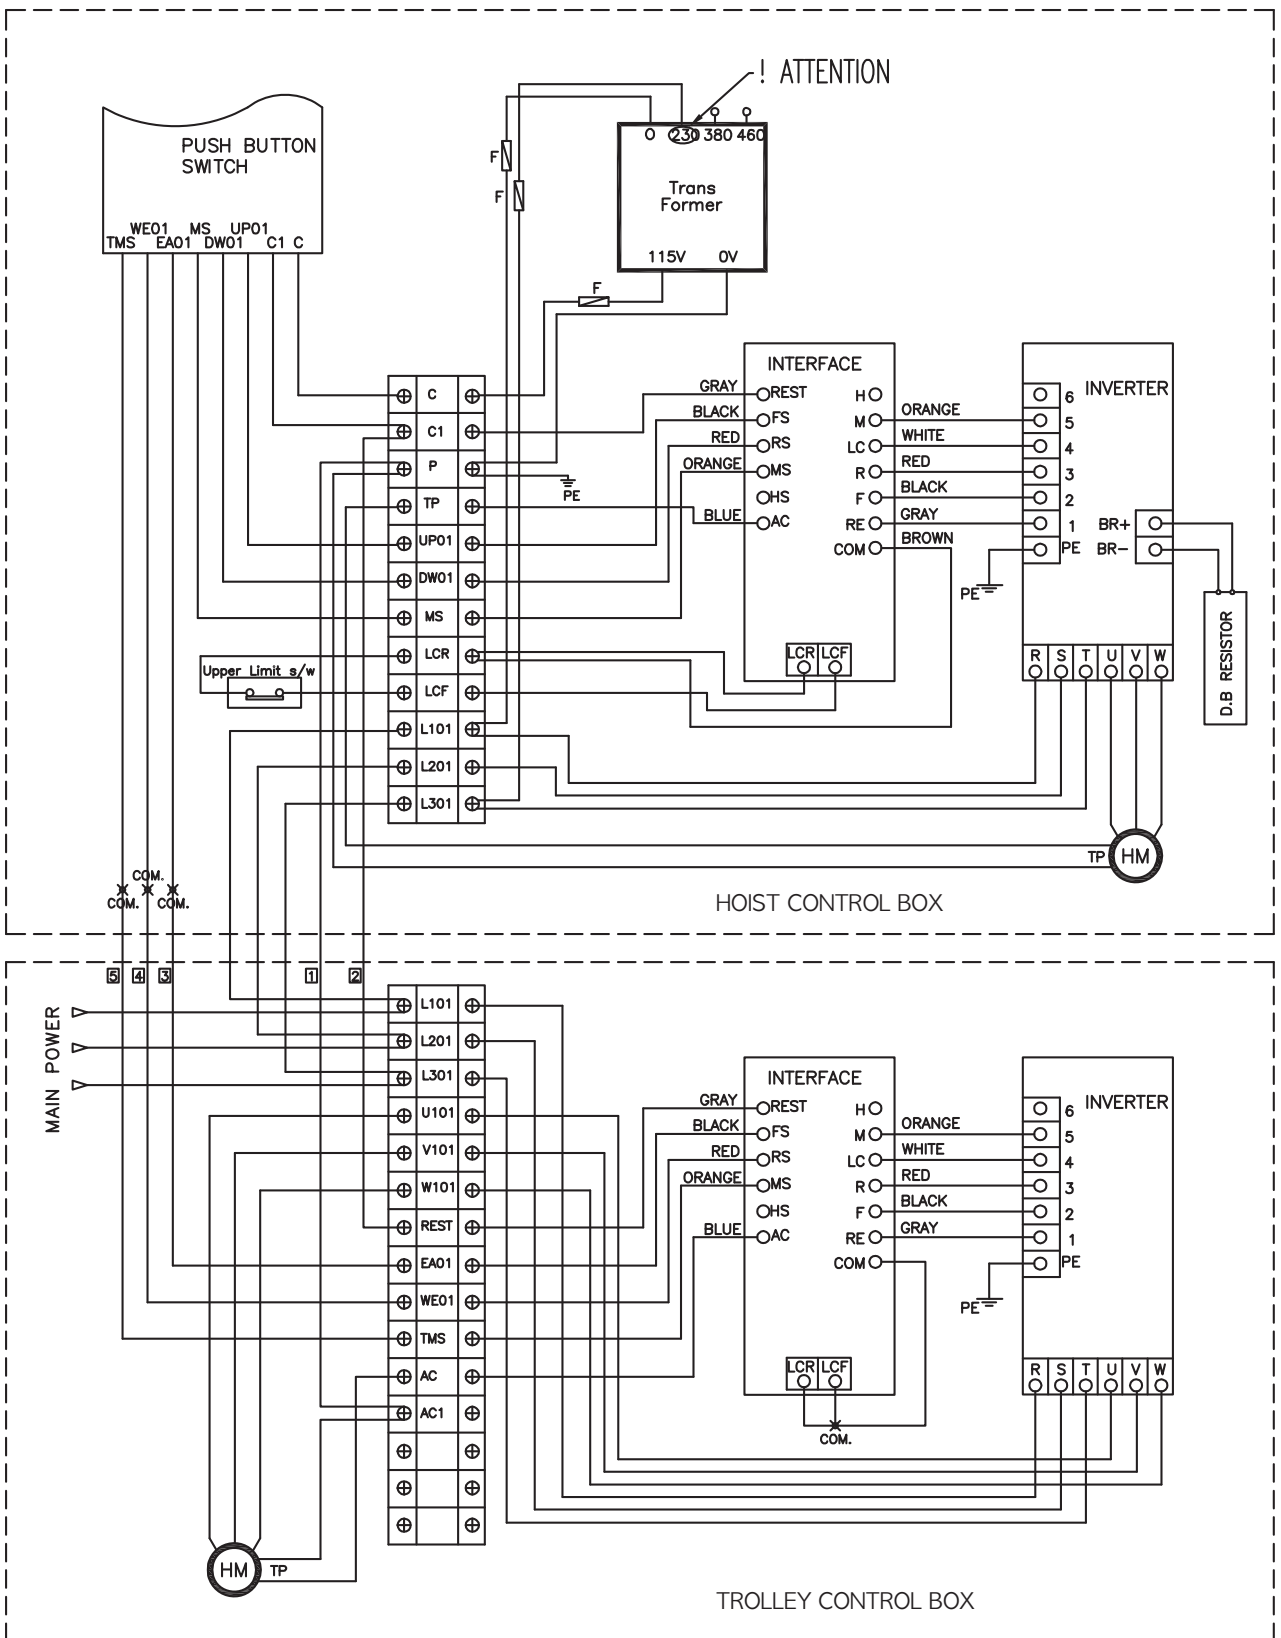 ! ATTENTION
PUSH BUTTON
SWITCH
WE01 MS UP01
TMS EA01 DW01 C1 C
F
F
0 230 380 460
Trans
Former
115V 0V
F
C
C1
P
TP
UP01
DW01
MS
LCR
LCF
L101
L201
L301
PE
Upper Limit s/w
GRAY
BLACK
RED
ORANGE
BLUE
INTERFACE
REST
FS
RS
MS
HS
AC
H
M
LC
R
F
RE
COM
LCR LCF
ORANGE
WHITE
RED
BLACK
GRAY
BROWN
INVERTER
6
5
4
3
2
1
PE
PE
BR+
BR-
D.B RESISTOR
R S T U V W
TP HM
COM.
COM. COM.
HOIST CONTROL BOX
5 4 3 1 2
MAIN POWER
L101
L201
L301
U101
V101
W101
REST
EA01
WE01
TMS
AC
AC1
GRAY
BLACK
RED
ORANGE
BLUE
INTERFACE
REST
FS
RS
MS
HS
AC
H
M
LC
R
F
RE
COM
LCR LCF
COM.
ORANGE
WHITE
RED
BLACK
GRAY
INVERTER
6
5
4
3
2
1
PE
PE
R S T U V W
HM TP
TROLLEY CONTROL BOX